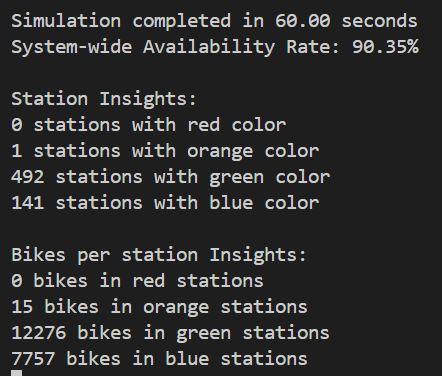 Simulation completed in 60.00 seconds
System-wide Availability Rate: 90.35%
Station Insights:
0 stations with red color
1 stations with orange color
492 stations with green color
141 stations with blue color
Bikes per station Insights:
0 bikes in red stations
15 bikes in orange stations
12276 bikes in green stations
7757 bikes in blue stations